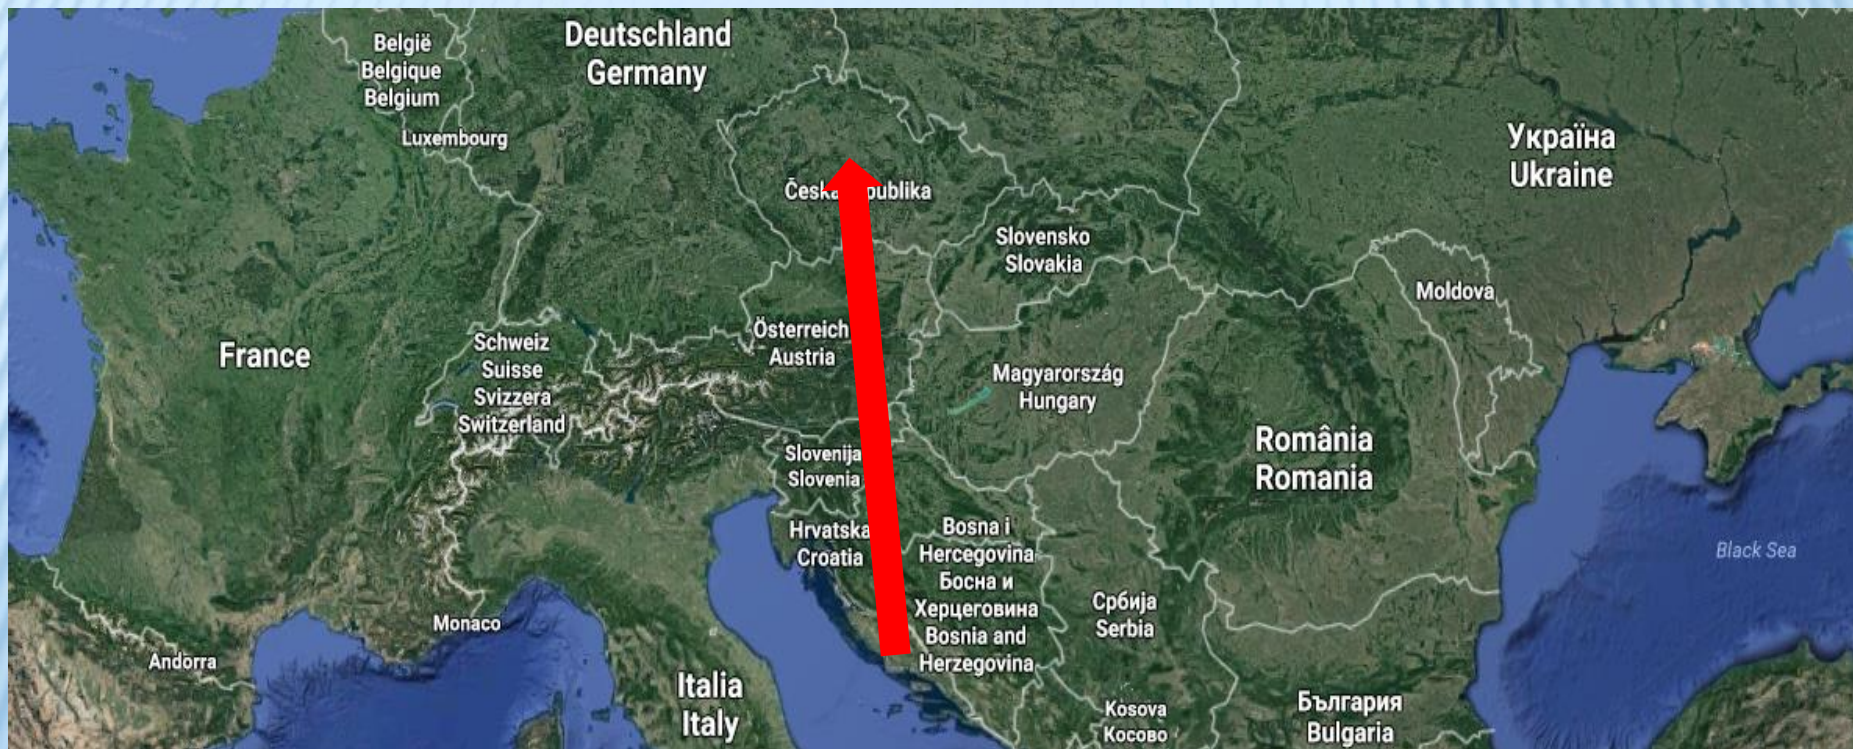 België
Belgique
Belgium
Luxembourg
Deutschland
Germany
Україна
Ukraine
Česka publika
Slovensko
Slovakia
Moldova
France
Schweiz
Suisse
Svizzera
Switzerland
Österreich
Austria
Magyarország
Hungary
România
Romania
Slovenija
Slovenia
Hrvatska
Croatia
Bosna i
Hercegovina
Босна и
Херцеговина
Bosnia and
Herzegovina
Србија
Serbia
Black Sea
Monaco
Andorra
Italia
Italy
Kosova
Косово
България
Bulgaria